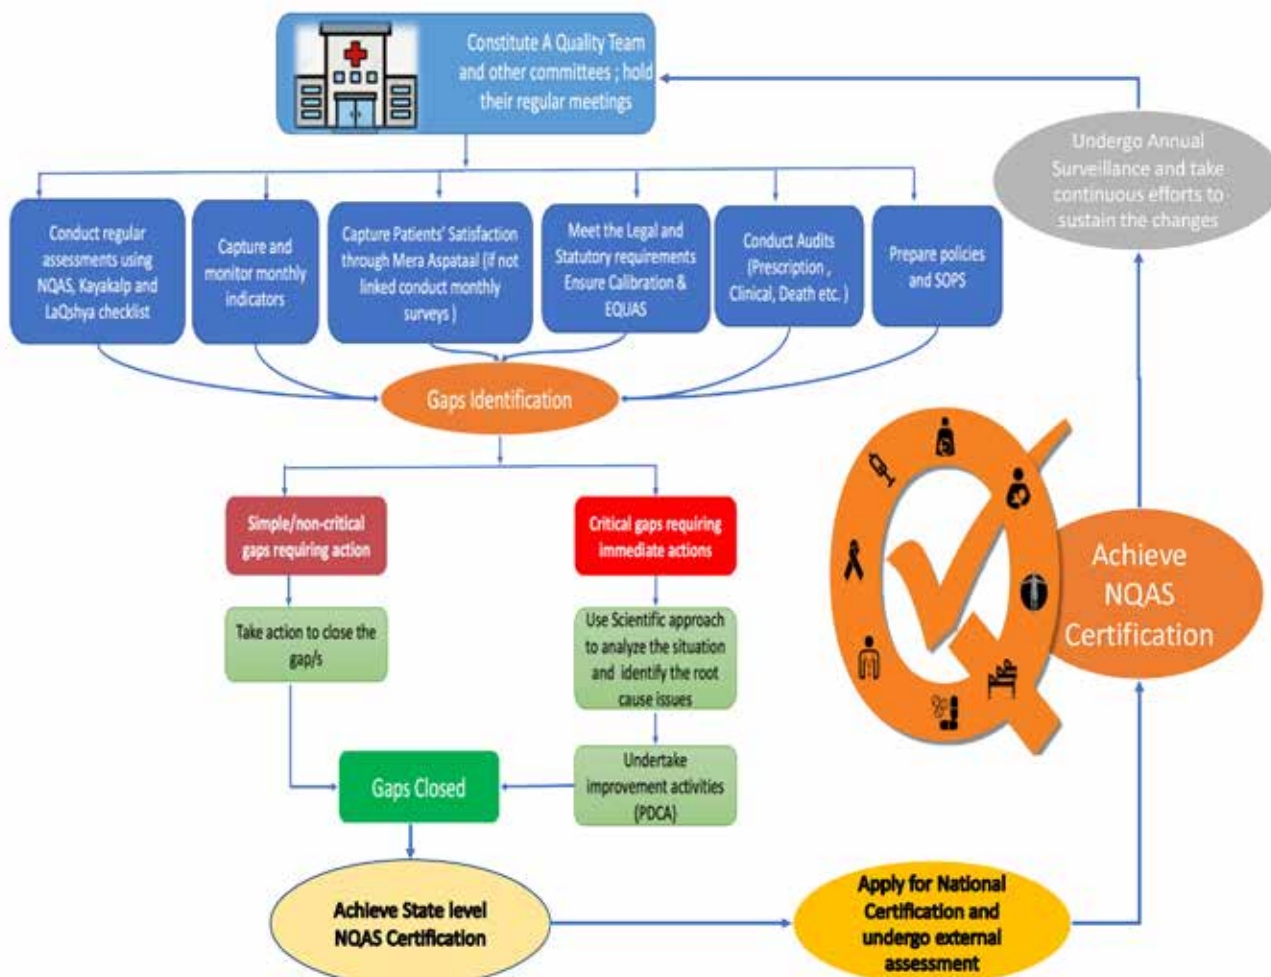 Constitute A Quality Team
and other committees ; hold
their regular meetings
Undergo Annual
Surveillance and take
continuous efforts to
sustain the changes
Conduct regular
assessments using
NQAS, Kayakalp and
LaQshya checklist
Capture and
monitor monthly
indicators
Capture Patients' Satisfaction
through Mera Aspataal (if not
linked conduct monthly
surveys )
Meet the Legal and
Statutory requirements
Ensure Calibration &
EQUAS
Conduct Audits
(Prescription ,
Clinical, Death etc. )
Prepare policies
and SOPS
Gaps Identification
Simple/non-critical
gaps requiring action
Critical gaps requiring
immediate actions
Take action to close the
gap/s
Use Scientific approach
to analyze the situation
and identify the root
cause issues
Undertake
improvement activities
(PDCA)
Gaps Closed
Achieve
NQAS
Certification
Achieve State level
NQAS Certification
Apply for National
Certification and
undergo external
assessment